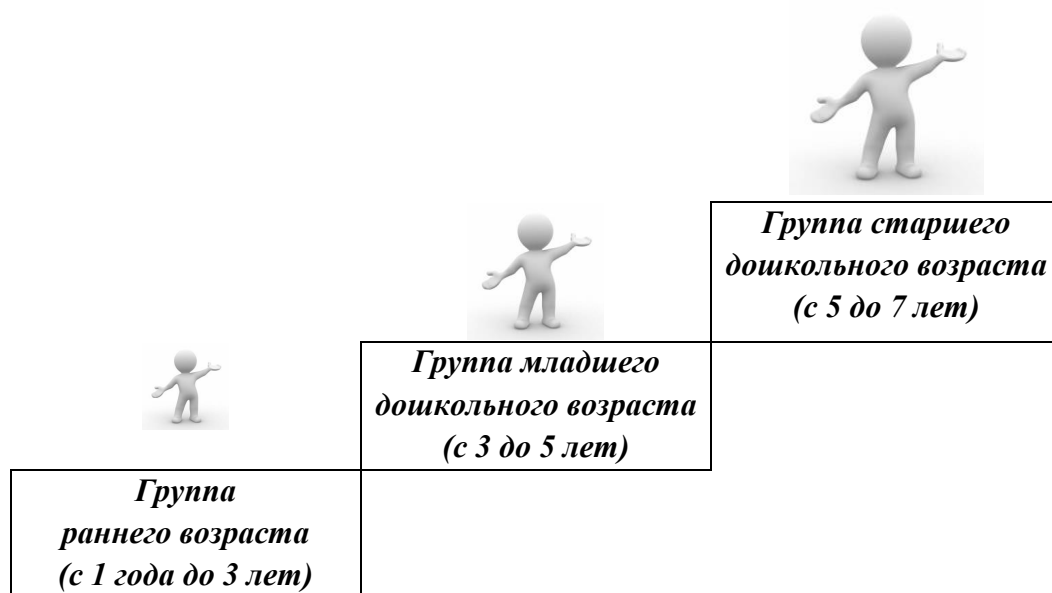 Группа старшего
дошкольного возраста
(с 5 до 7 лет)
Группа младшего
дошкольного возраста
(с 3 до 5 лет)
Группа
раннего возраста
(с 1 года до 3 лет)